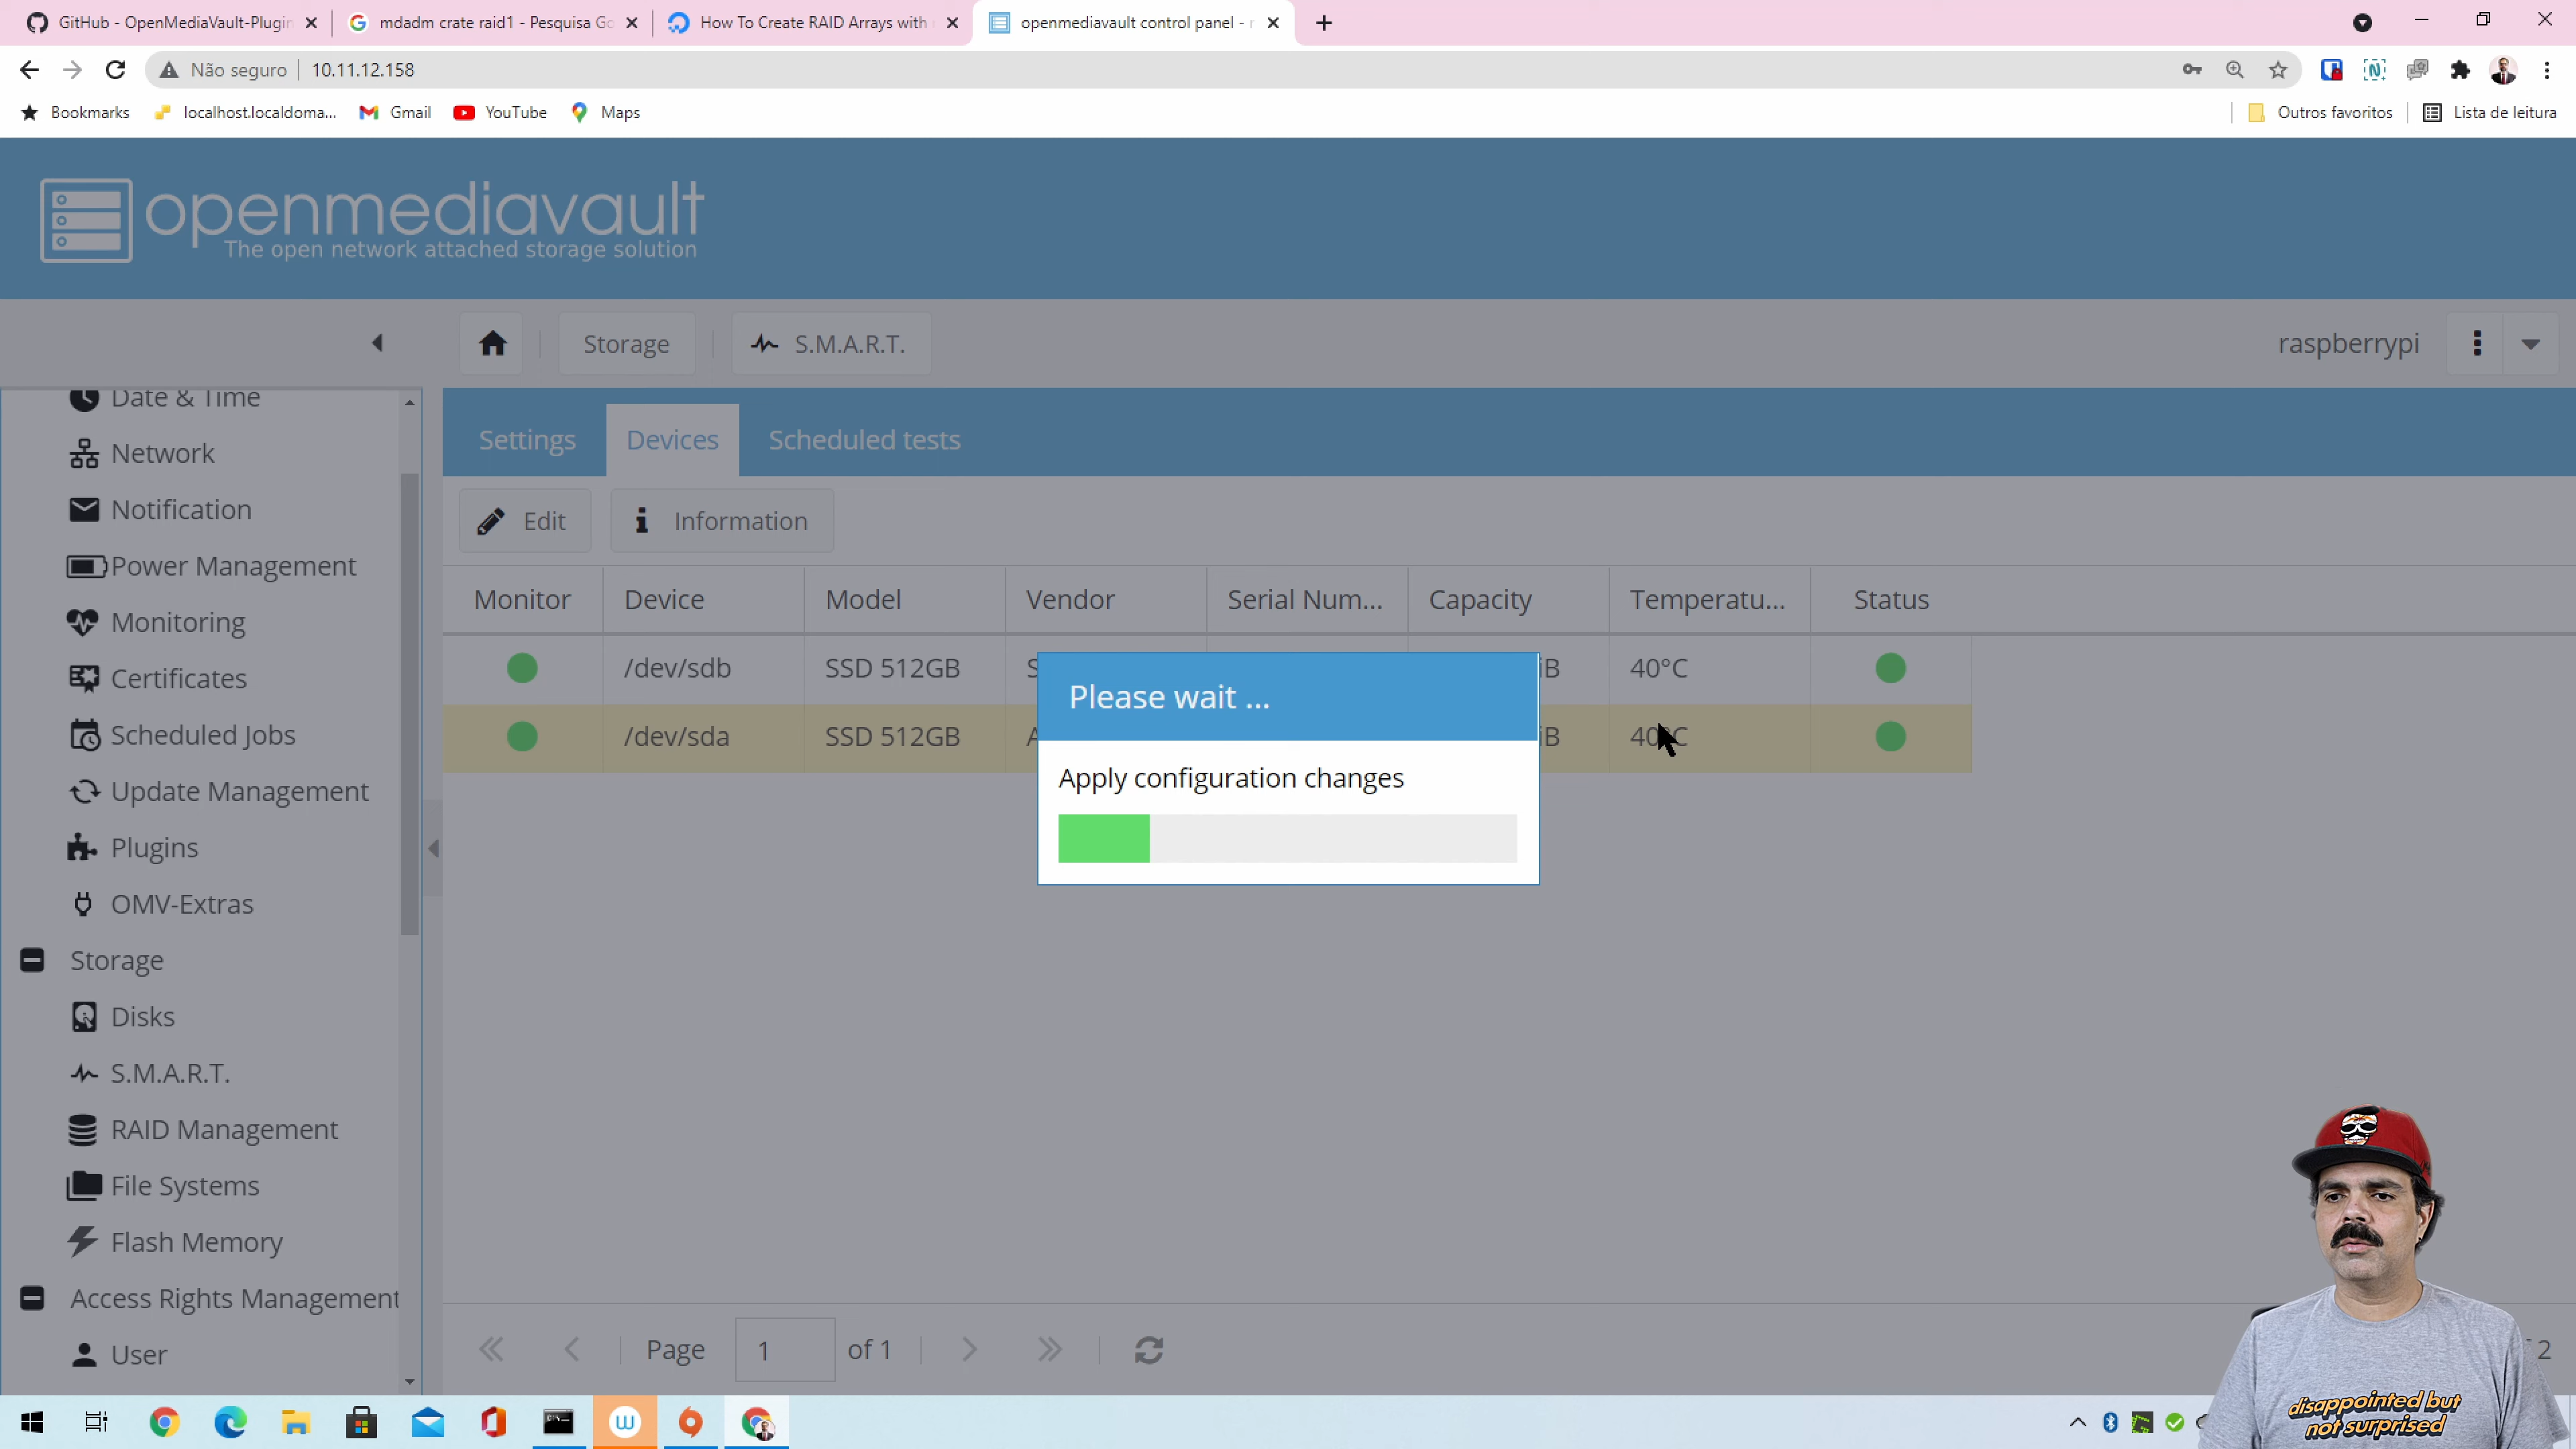 GitHub - OpenMediaVault-Plugin
mdadm crate raid1 - Pesquisa Go
How To Create RAID Arrays with
openmediavault control panel -
Não seguro
10.11.12.158
Bookmarks
localhost.localdoma...
Gmail
YouTube
Maps
Outros favoritos
Lista de leitura
openmediavault
The open network attached storage solution
Storage
S.M.A.R.T.
raspberrypi
Date & Time
Network
Notification
Power Management
Monitoring
Certificates
Scheduled Jobs
Update Management
Plugins
OMV-Extras
Storage
Disks
S.M.A.R.T.
RAID Management
File Systems
Flash Memory
Access Rights Management
User
Settings
Devices
Scheduled tests
Edit
Information
Monitor Device Model Vendor Serial Num... Capacity Temperatu... Status
/dev/sdb SSD 512GB 40°C
/dev/sda SSD 512GB
Please wait ...
Apply configuration changes
Page 1 of 1
2
disappointed but
not surprised